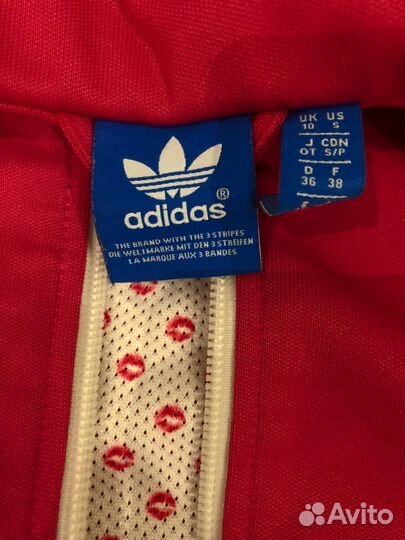 adidas ®
THE BRAND WITH THE 3 STRIPES
DIE WELTMARKE MIT DEN 3 STREIFEN
LA MARQUE AUX 3 BANDES
UK US
10 S
J CDN
OT S/P
D F
36 38
Avito